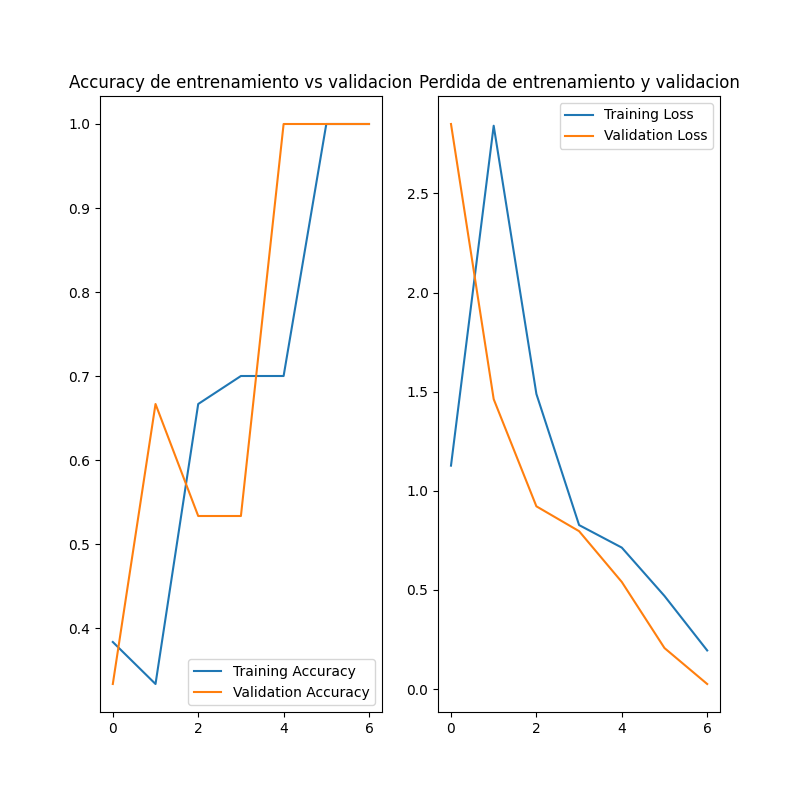 Accuracy de entrenamiento vs validacion
1.0
0.9
0.8
0.7
0.6
0.5
0.4
0 2 4 6
Training Accuracy
Validation Accuracy
Perdida de entrenamiento y validacion
2.5
2.0
1.5
1.0
0.5
0.0
0 2 4 6
Training Loss
Validation Loss